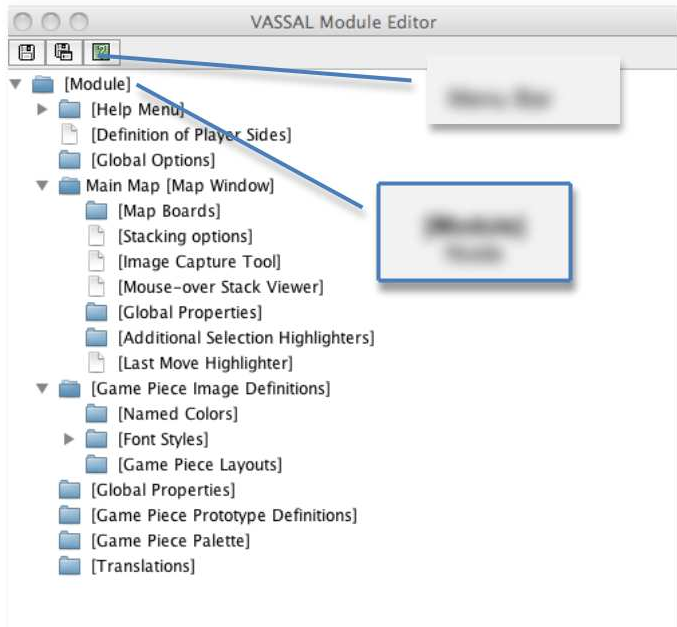 VASSAL Module Editor
[Module]
[Help Menu]
[Definition of Player Sides]
[Global Options]
Main Map [Map Window]
[Map Boards]
[Stacking options]
[Image Capture Tool]
[Mouse-over Stack Viewer]
[Global Properties]
[Additional Selection Highlighters]
[Last Move Highlighter]
[Game Piece Image Definitions]
[Named Colors]
[Font Styles]
[Game Piece Layouts]
[Global Properties]
[Game Piece Prototype Definitions]
[Game Piece Palette]
[Translations]